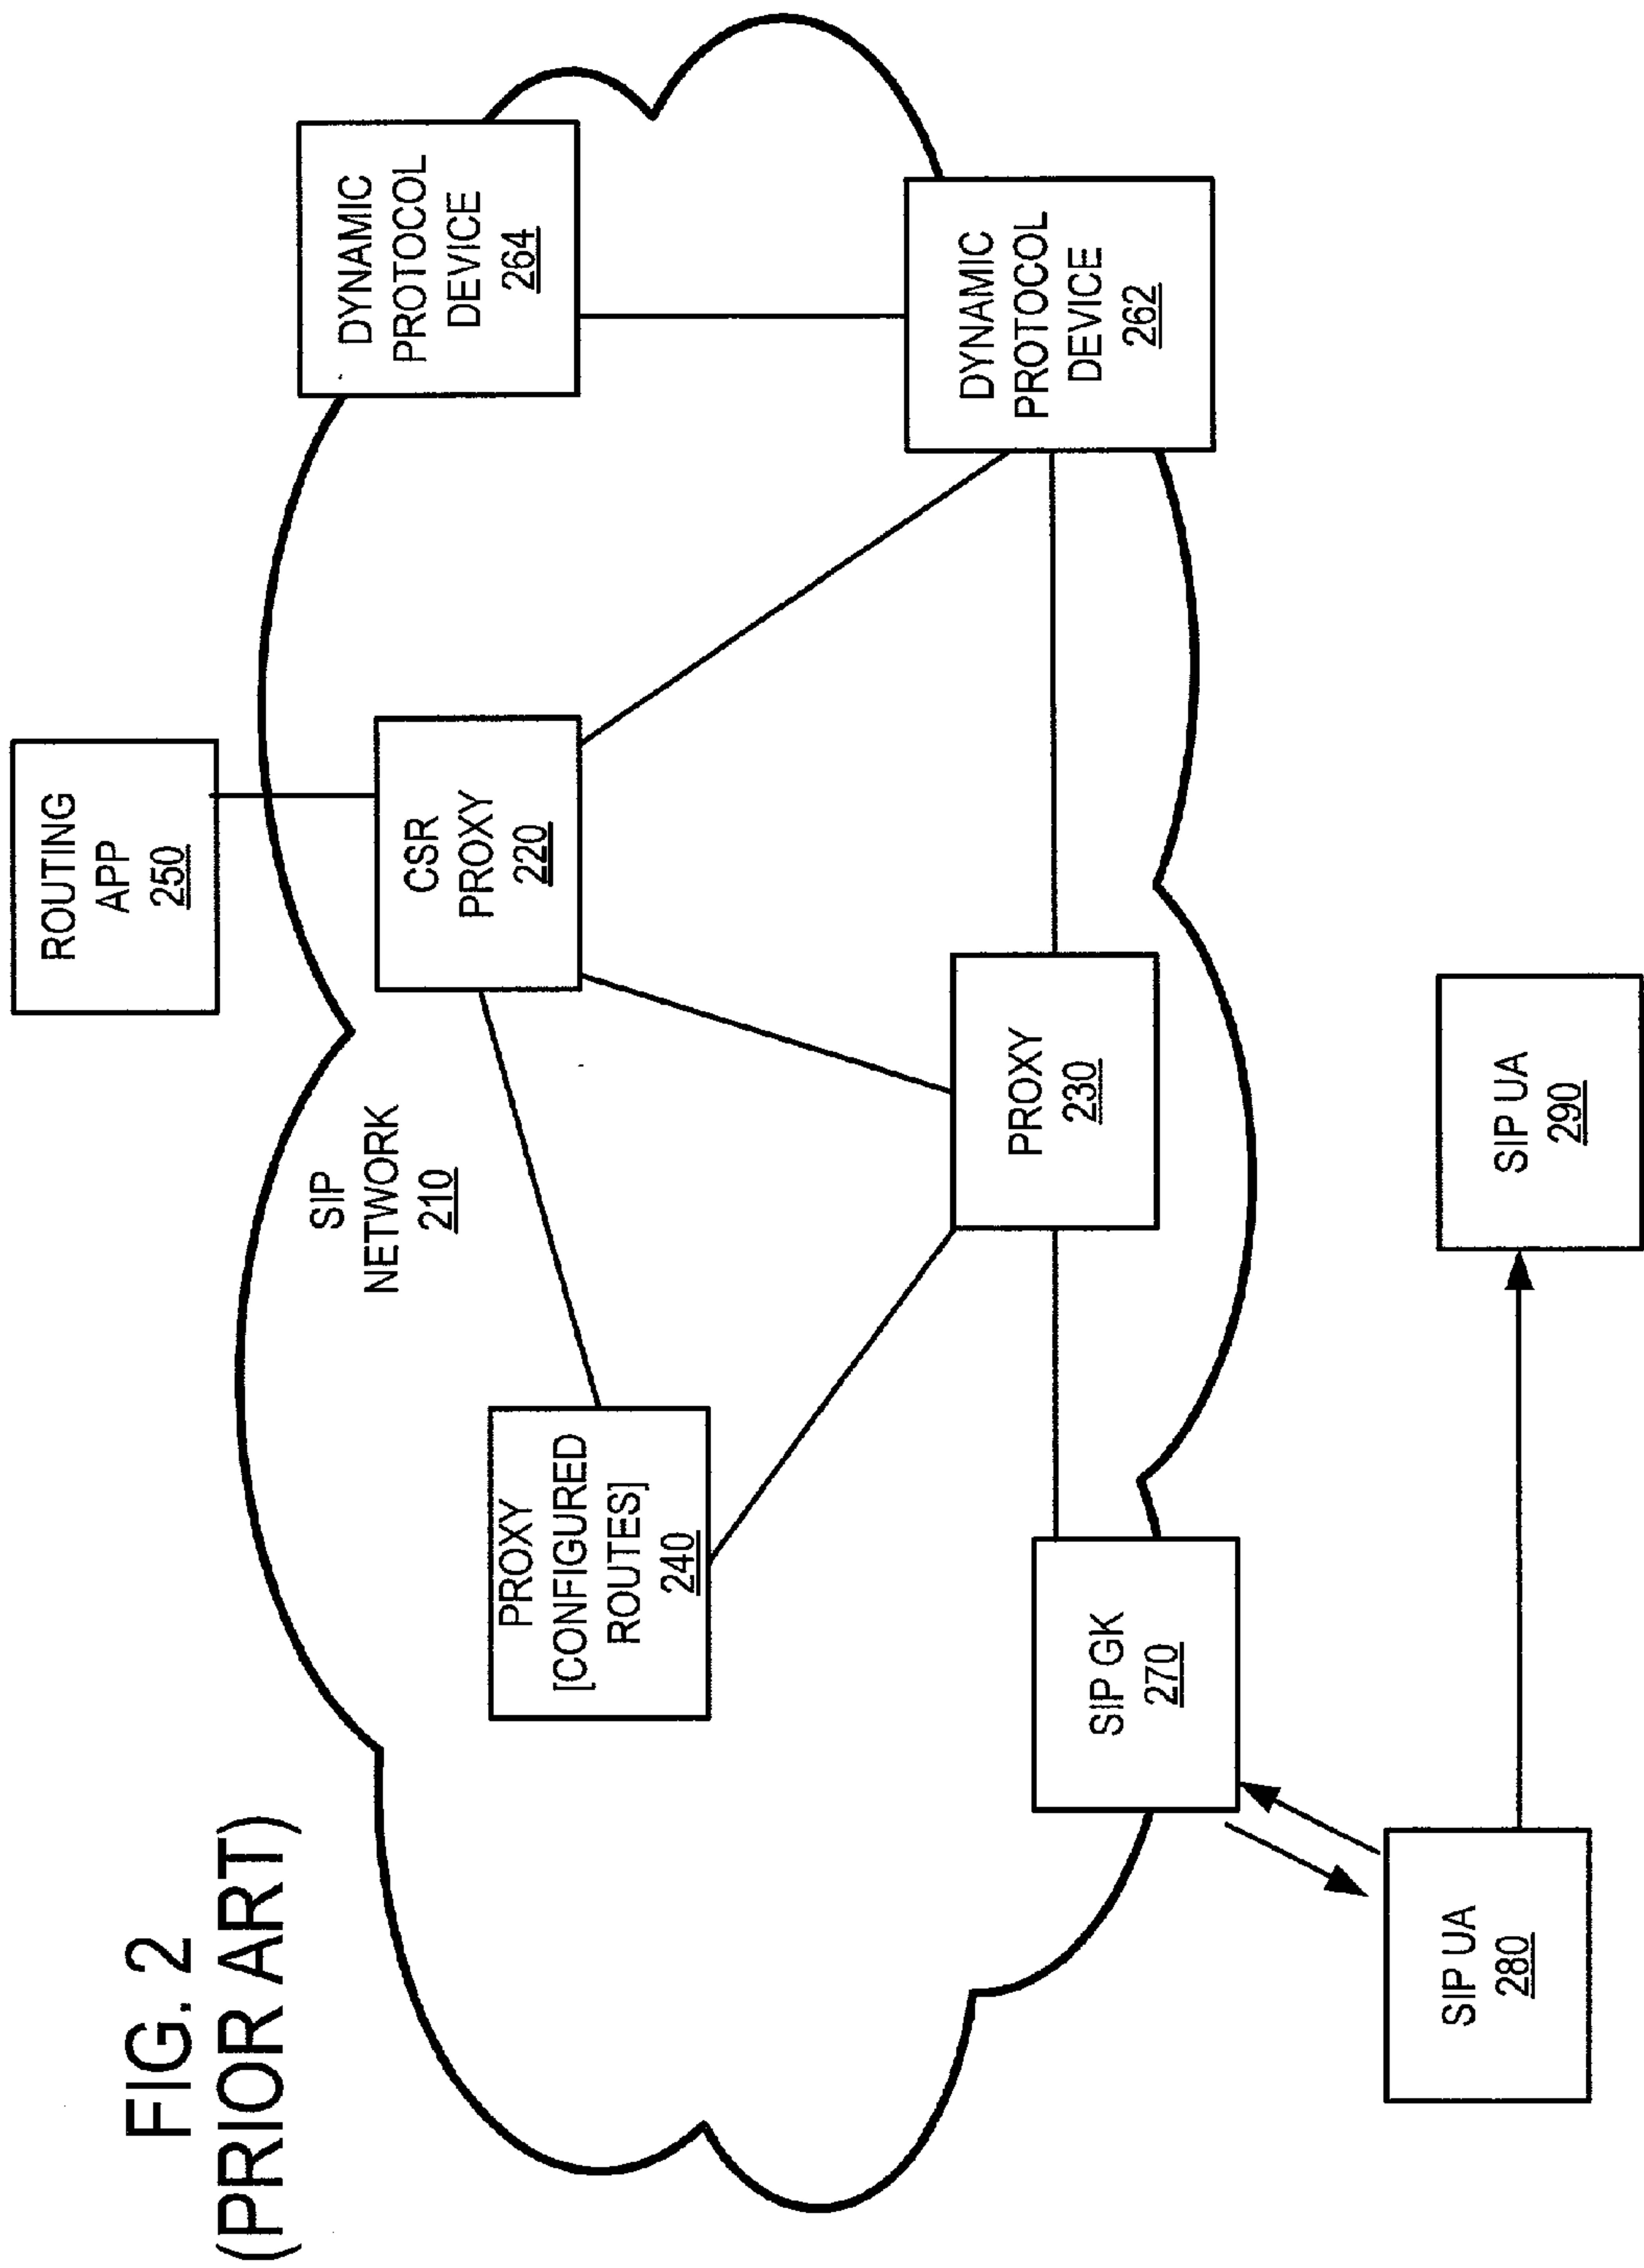 FIG. 2
(PRIOR ART)
ROUTING
APP
250
SIP
NETWORK
210
CSR
PROXY
220
DYNAMIC
PROTOCOL
DEVICE
264
PROXY
[CONFIGURED
ROUTES]
240
PROXY
230
DYNAMIC
PROTOCOL
DEVICE
262
SIP GK
270
SIP UA
280
SIP UA
290